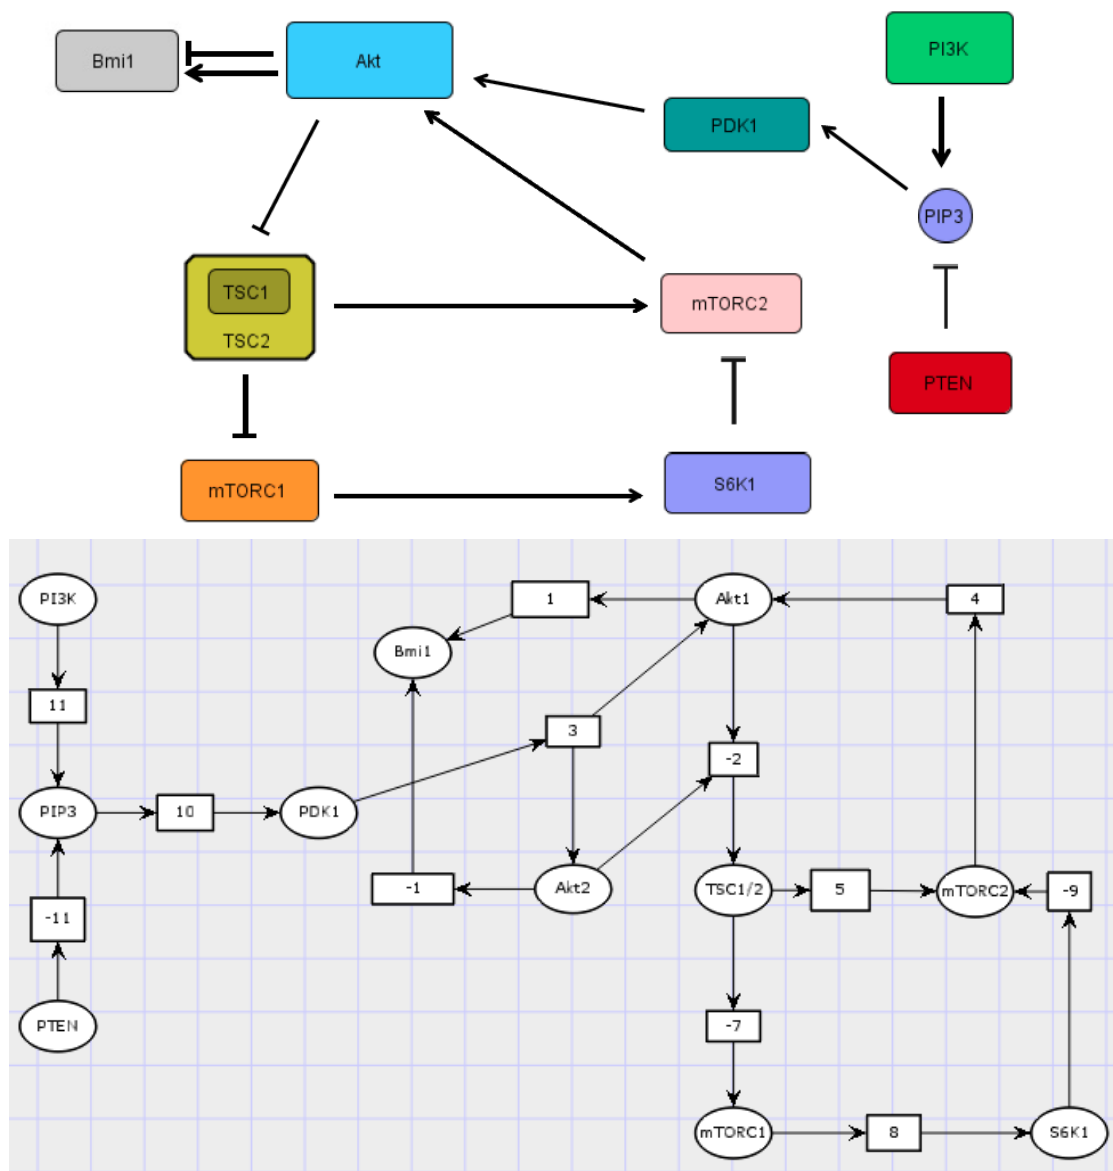 Bmi1
Akt
PI3K
PDK1
PIP3
TSC1
TSC2
mTORC2
PTEN
mTORC1
S6K1
PI3K
1
Akt1
4
Bmi1
11
3
-2
PIP3
10
PDK1
-1
Akt2
TSC1/2
5
mTORC2
-9
-11
PTEN
-7
mTORC1
8
S6K1